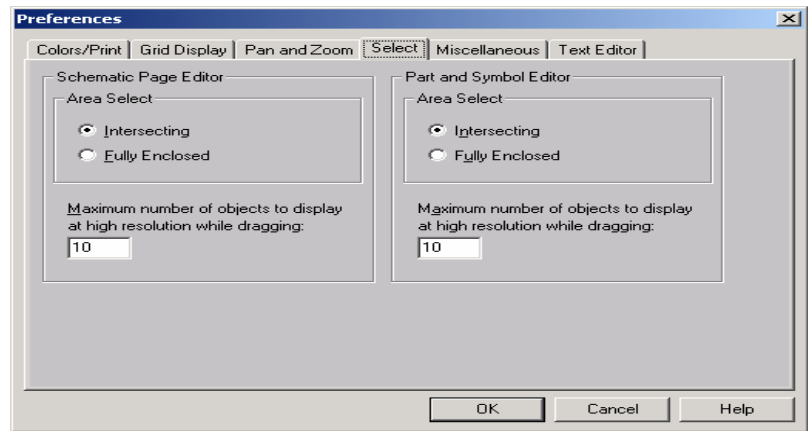 Preferences
Colors/Print Grid Display Pan and Zoom Select Miscellaneous Text Editor
Schematic Page Editor
Area Select
Intersecting
Fully Enclosed
Maximum number of objects to display
at high resolution while dragging:
10
Part and Symbol Editor
Area Select
Intersecting
Fully Enclosed
Maximum number of objects to display
at high resolution while dragging:
10
OK Cancel Help